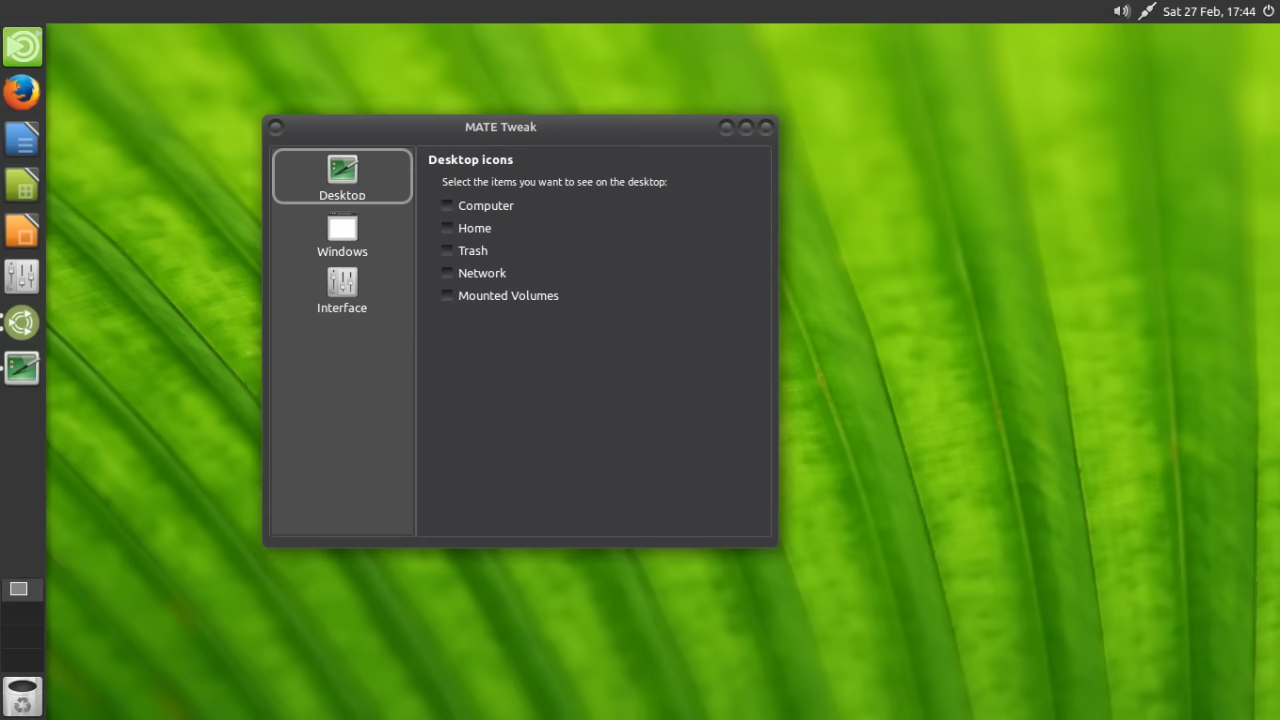 Sat 27 Feb, 17:44
MATE Tweak
Desktop
Windows
Interface
Desktop icons
Select the items you want to see on the desktop:
Computer
Home
Trash
Network
Mounted Volumes